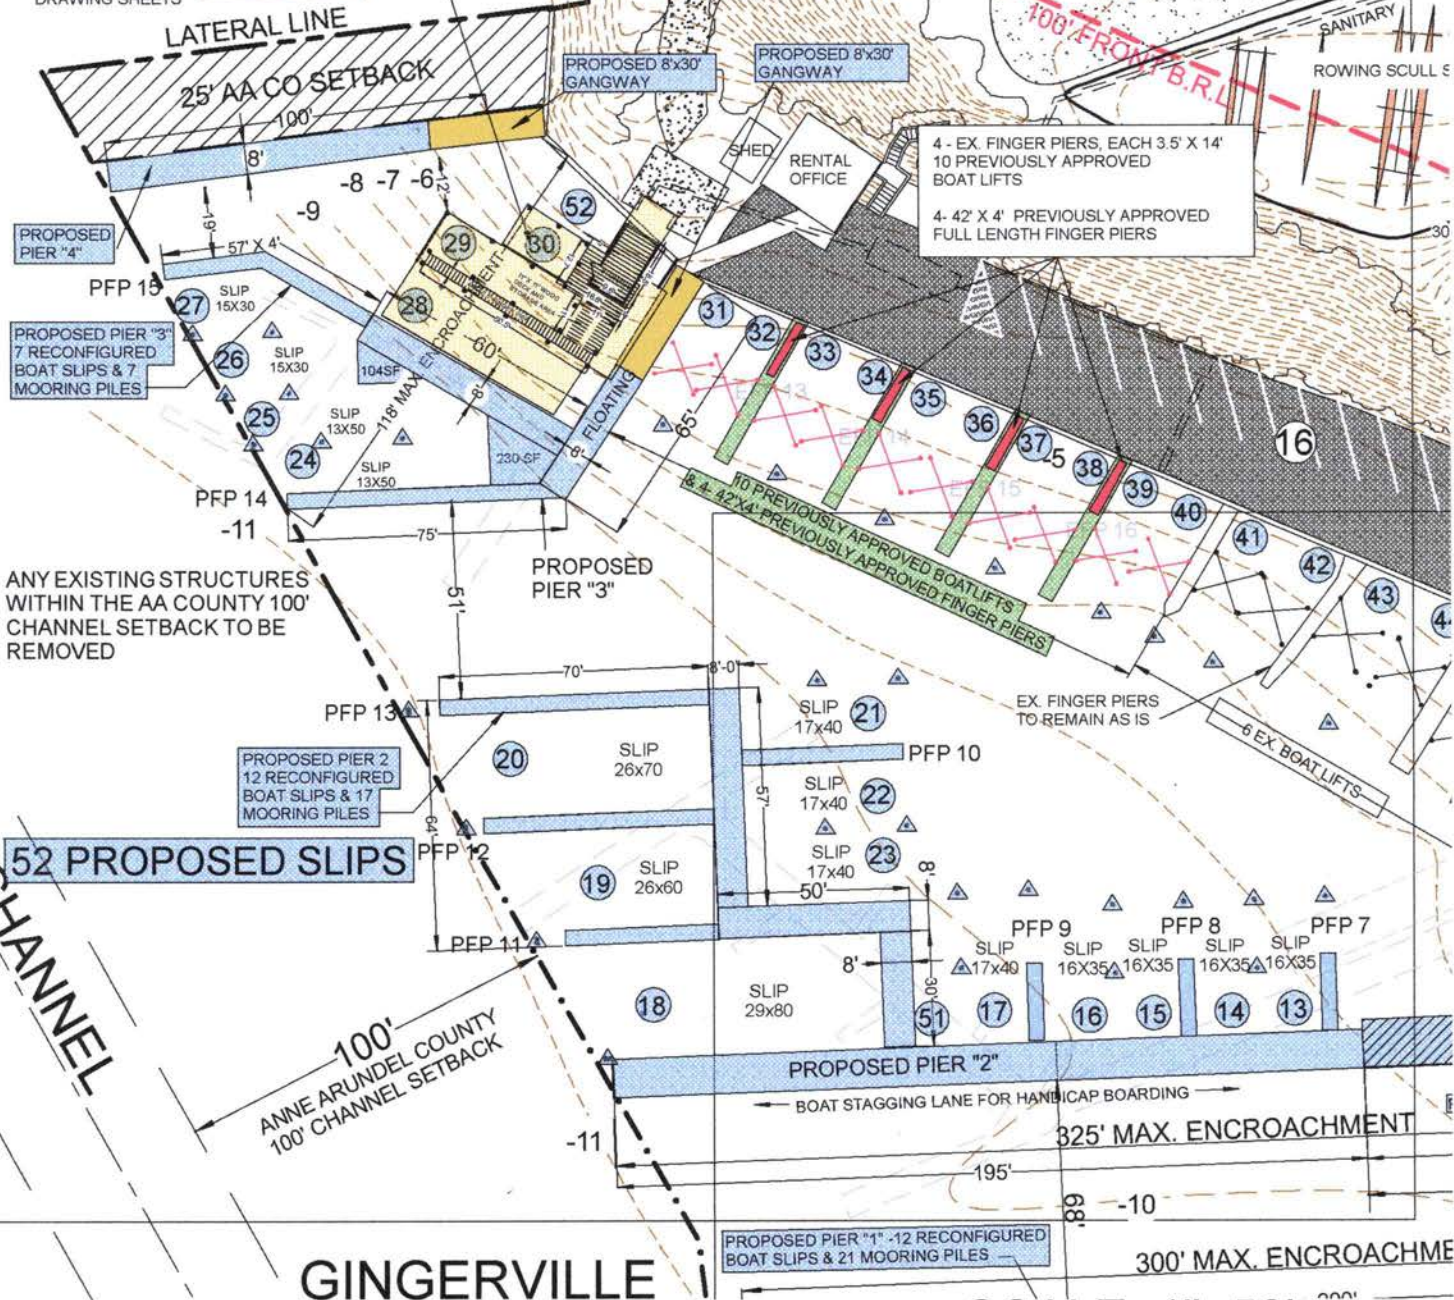 DRAWING SHEETS
LATERAL LINE
25' AA CO SETBACK
100'
8'
PROPOSED 8'x30'
GANGWAY
PROPOSED 8'x30'
GANGWAY
100' FRONT B.R.L
SANITARY
ROWING SCULL S
SHED
RENTAL
OFFICE
4 - EX. FINGER PIERS, EACH 3.5' X 14'
10 PREVIOUSLY APPROVED
BOAT LIFTS
4- 42' X 4' PREVIOUSLY APPROVED
FULL LENGTH FINGER PIERS
30
-9
-8
-7
-6
12'
19'
PROPOSED
PIER "4"
57' X 4'
PFP 15
52
29
30
28
27
SLIP
15X30
PROPOSED PIER "3"
7 RECONFIGURED
BOAT SLIPS & 7
MOORING PILES
26
SLIP
15X30
104SF
118' MAX. ENCROACHMENT
60'
8'
25
SLIP
13X50
24
SLIP
13X50
230 SF
FLOATING
8'
65'
PFP 14
-11
75'
PROPOSED
PIER "3"
31
32
33
34
35
36
37
-5
38
39
40
41
42
43
16
10 PREVIOUSLY APPROVED BOATLIFTS
& 4- 42'X4' PREVIOUSLY APPROVED FINGER PIERS
ANY EXISTING STRUCTURES
WITHIN THE AA COUNTY 100'
CHANNEL SETBACK TO BE
REMOVED
51'
70'
8'-0"
PFP 13
20
SLIP
26x70
SLIP
17x40
21
PFP 10
EX. FINGER PIERS
TO REMAIN AS IS
6 EX. BOAT LIFTS
PROPOSED PIER 2
12 RECONFIGURED
BOAT SLIPS & 17
MOORING PILES
64'
57'
SLIP
17x40
22
52 PROPOSED SLIPS
PFP 12
19
SLIP
26x60
SLIP
17x40
23
50'
8'
PFP 11
PFP 9
PFP 8
PFP 7
18
SLIP
29x80
8'
30'
SLIP
17x40
SLIP
16X35
SLIP
16X35
SLIP
16X35
SLIP
16X35
51
17
16
15
14
13
CHANNEL
100'
ANNE ARUNDEL COUNTY
100' CHANNEL SETBACK
PROPOSED PIER "2"
BOAT STAGGING LANE FOR HANDICAP BOARDING
-11
325' MAX. ENCROACHMENT
195'
68'
-10
PROPOSED PIER "1" -12 RECONFIGURED
BOAT SLIPS & 21 MOORING PILES
300' MAX. ENCROACHME
GINGERVILLE